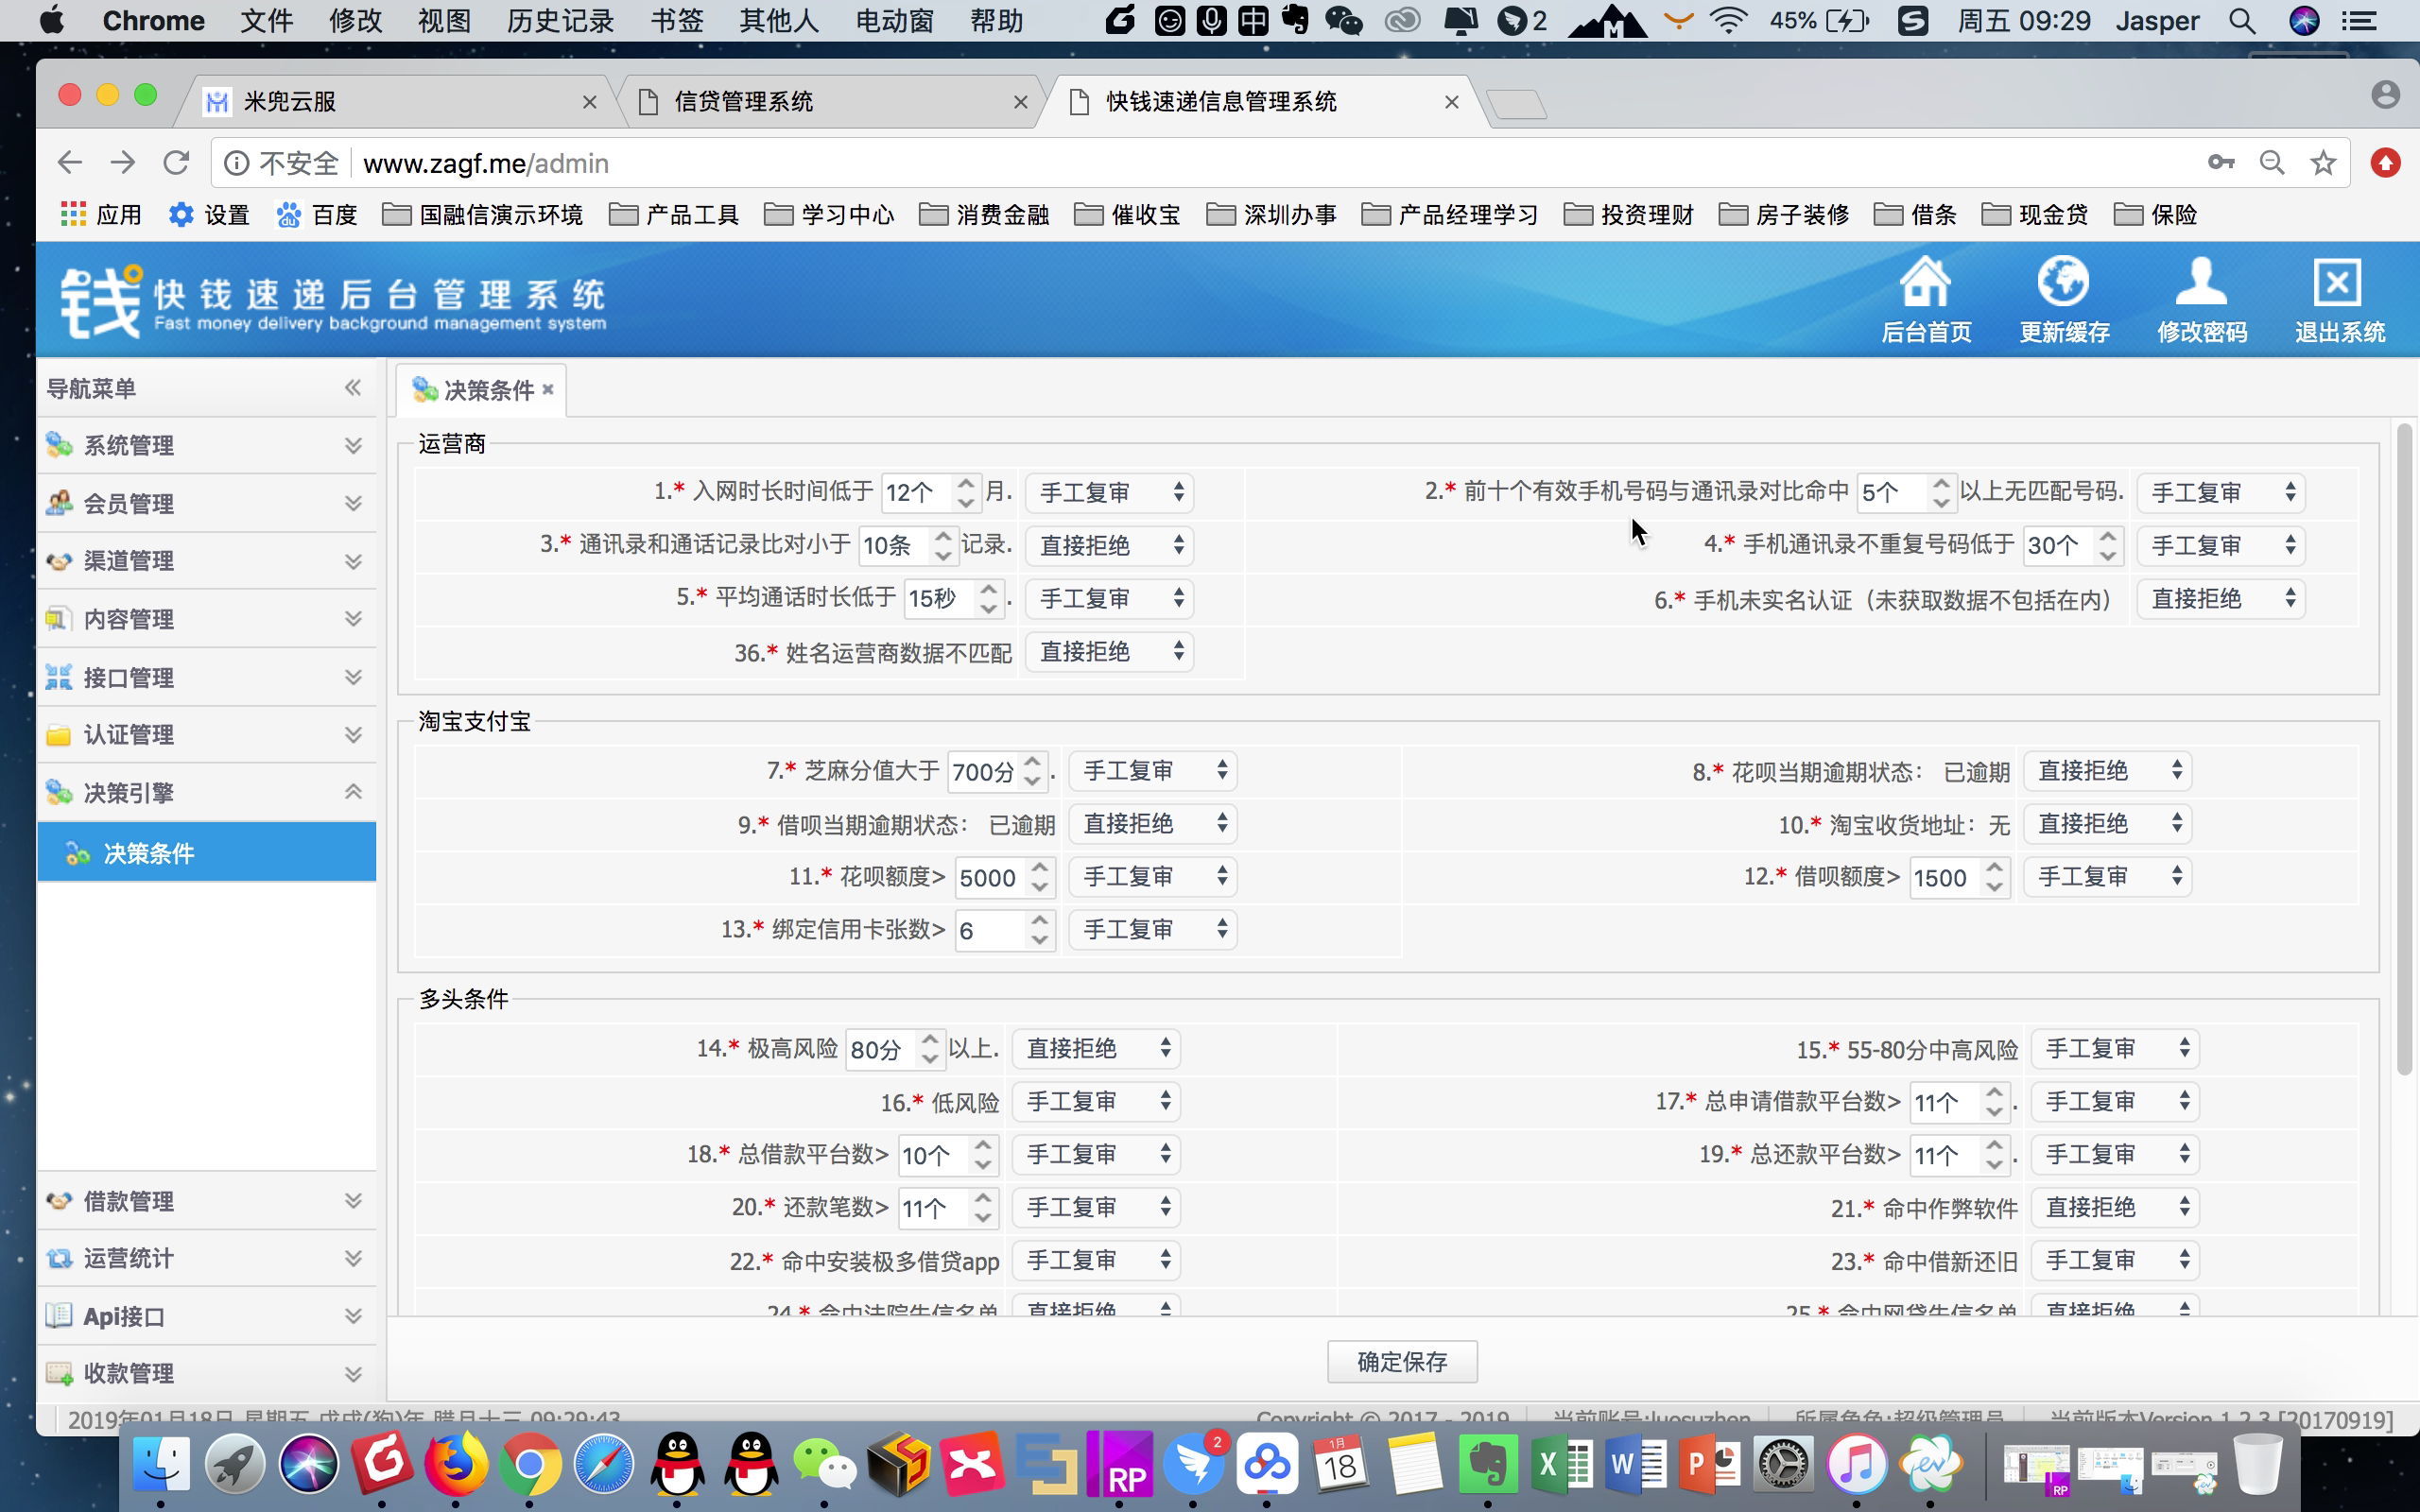 Chrome 文件 修改 视图 历史记录 书签 其他人 电动窗 帮助 中 2 M 45% 周五 09:29 Jasper
米兜云服 信贷管理系统 快钱速递信息管理系统
不安全 www.zagf.me/admin
应用 设置 百度 国融信演示环境 产品工具 学习中心 消费金融 催收宝 深圳办事 产品经理学习 投资理财 房子装修 借条 现金贷 保险
钱 快钱速递后台管理系统
Fast money delivery background management system
后台首页 更新缓存 修改密码 退出系统
导航菜单
系统管理
会员管理
渠道管理
内容管理
接口管理
认证管理
决策引擎
决策条件
借款管理
运营统计
Api接口
收款管理
决策条件
运营商
1.* 入网时长时间低于 12个 月. 手工复审 2.* 前十个有效手机号码与通讯录对比命中 5个 以上无匹配号码. 手工复审
3.* 通讯录和通话记录比对小于 10条 记录. 直接拒绝 4.* 手机通讯录不重复号码低于 30个 手工复审
5.* 平均通话时长低于 15秒 . 手工复审 6.* 手机未实名认证（未获取数据不包括在内） 直接拒绝
36.* 姓名运营商数据不匹配 直接拒绝
淘宝支付宝
7.* 芝麻分值大于 700分 . 手工复审 8.* 花呗当期逾期状态： 已逾期 直接拒绝
9.* 借呗当期逾期状态： 已逾期 直接拒绝 10.* 淘宝收货地址：无 直接拒绝
11.* 花呗额度> 5000 手工复审 12.* 借呗额度> 1500 手工复审
13.* 绑定信用卡张数> 6 手工复审
多头条件
14.* 极高风险 80分 以上. 直接拒绝 15.* 55-80分中高风险 手工复审
16.* 低风险 手工复审 17.* 总申请借款平台数> 11个 . 手工复审
18.* 总借款平台数> 10个 手工复审 19.* 总还款平台数> 11个 . 手工复审
20.* 还款笔数> 11个 手工复审 21.* 命中作弊软件 直接拒绝
22.* 命中安装极多借贷app 手工复审 23.* 命中借新还旧 手工复审
24.* 命中法院失信名单 直接拒绝 25.* 命中网贷失信名单 直接拒绝
确定保存
2019年01月18日 星期五 戊戌(狗)年 腊月十三 09:29:43 Copyright © 2017 - 2019 当前账号:luosuzhen 所属角色:超级管理员 当前版本Version 1.2.3 [20170919]
RP 2 1月 18 X W P ev RP